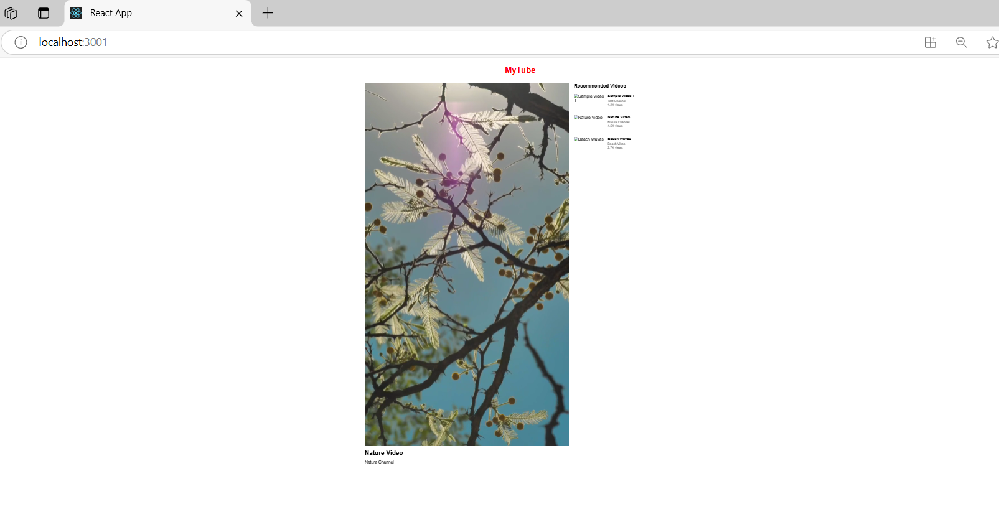 React App
localhost:3001
MyTube
Recommended Videos
Sample Video
1
Sample Video 1
Test Channel
1.2K views
Nature Video
Nature Video
Nature Channel
4.5K views
Beach Waves
Beach Waves
Beach Vibes
2.7K views
Nature Video
Nature Channel